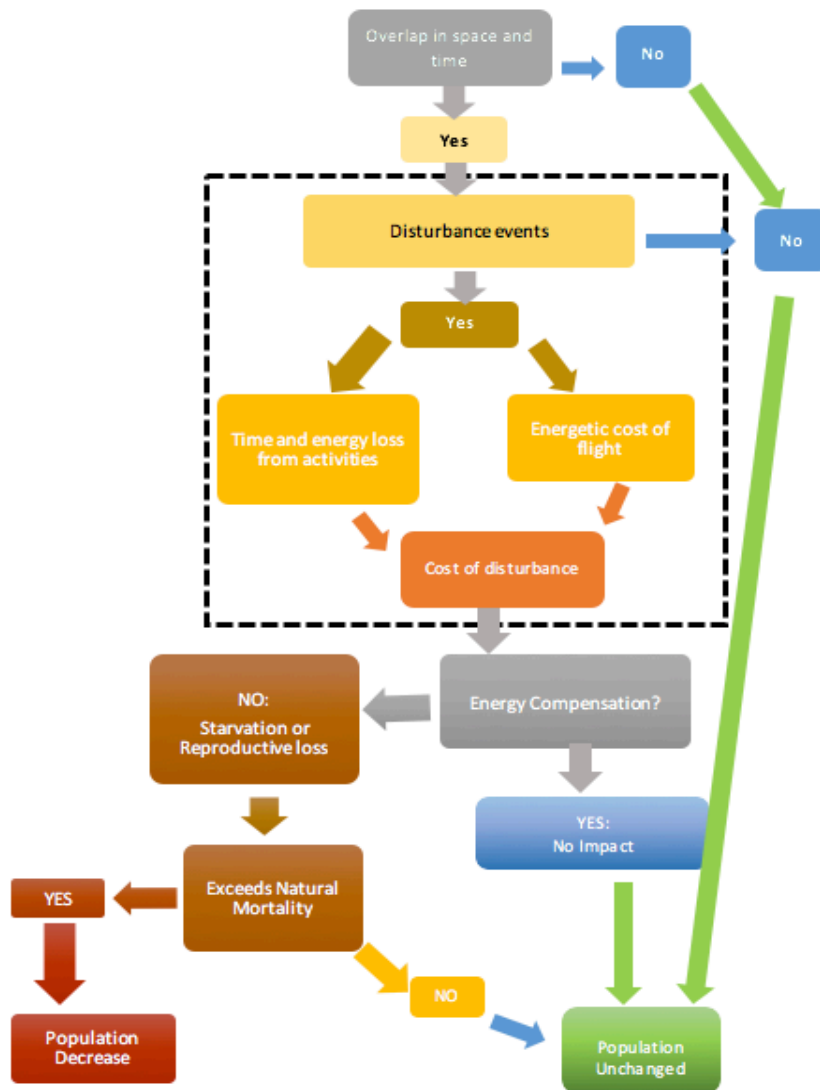 Overlap in space and
time
No
Yes
Disturbance events
No
Yes
Time and energy loss
from activities
Energetic cost of
flight
Cost of disturbance
NO:
Starvation or
Reproductive loss
Energy Compensation?
YES:
No Impact
YES
Exceeds Natural
Mortality
NO
Population
Decrease
Population
Unchanged